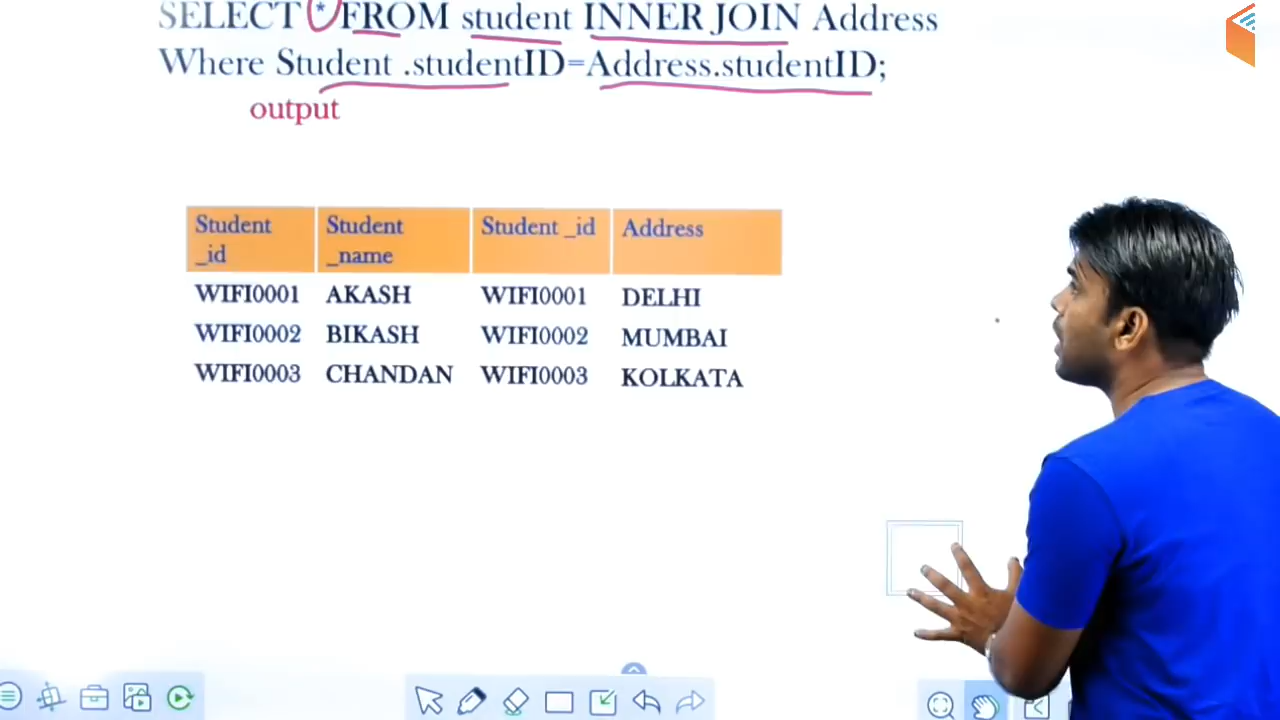 SELECT * FROM student INNER JOIN Address
Where Student .studentID=Address.studentID;
output
Student _id Student _name Student _id Address
WIFI0001 AKASH WIFI0001 DELHI
WIFI0002 BIKASH WIFI0002 MUMBAI
WIFI0003 CHANDAN WIFI0003 KOLKATA